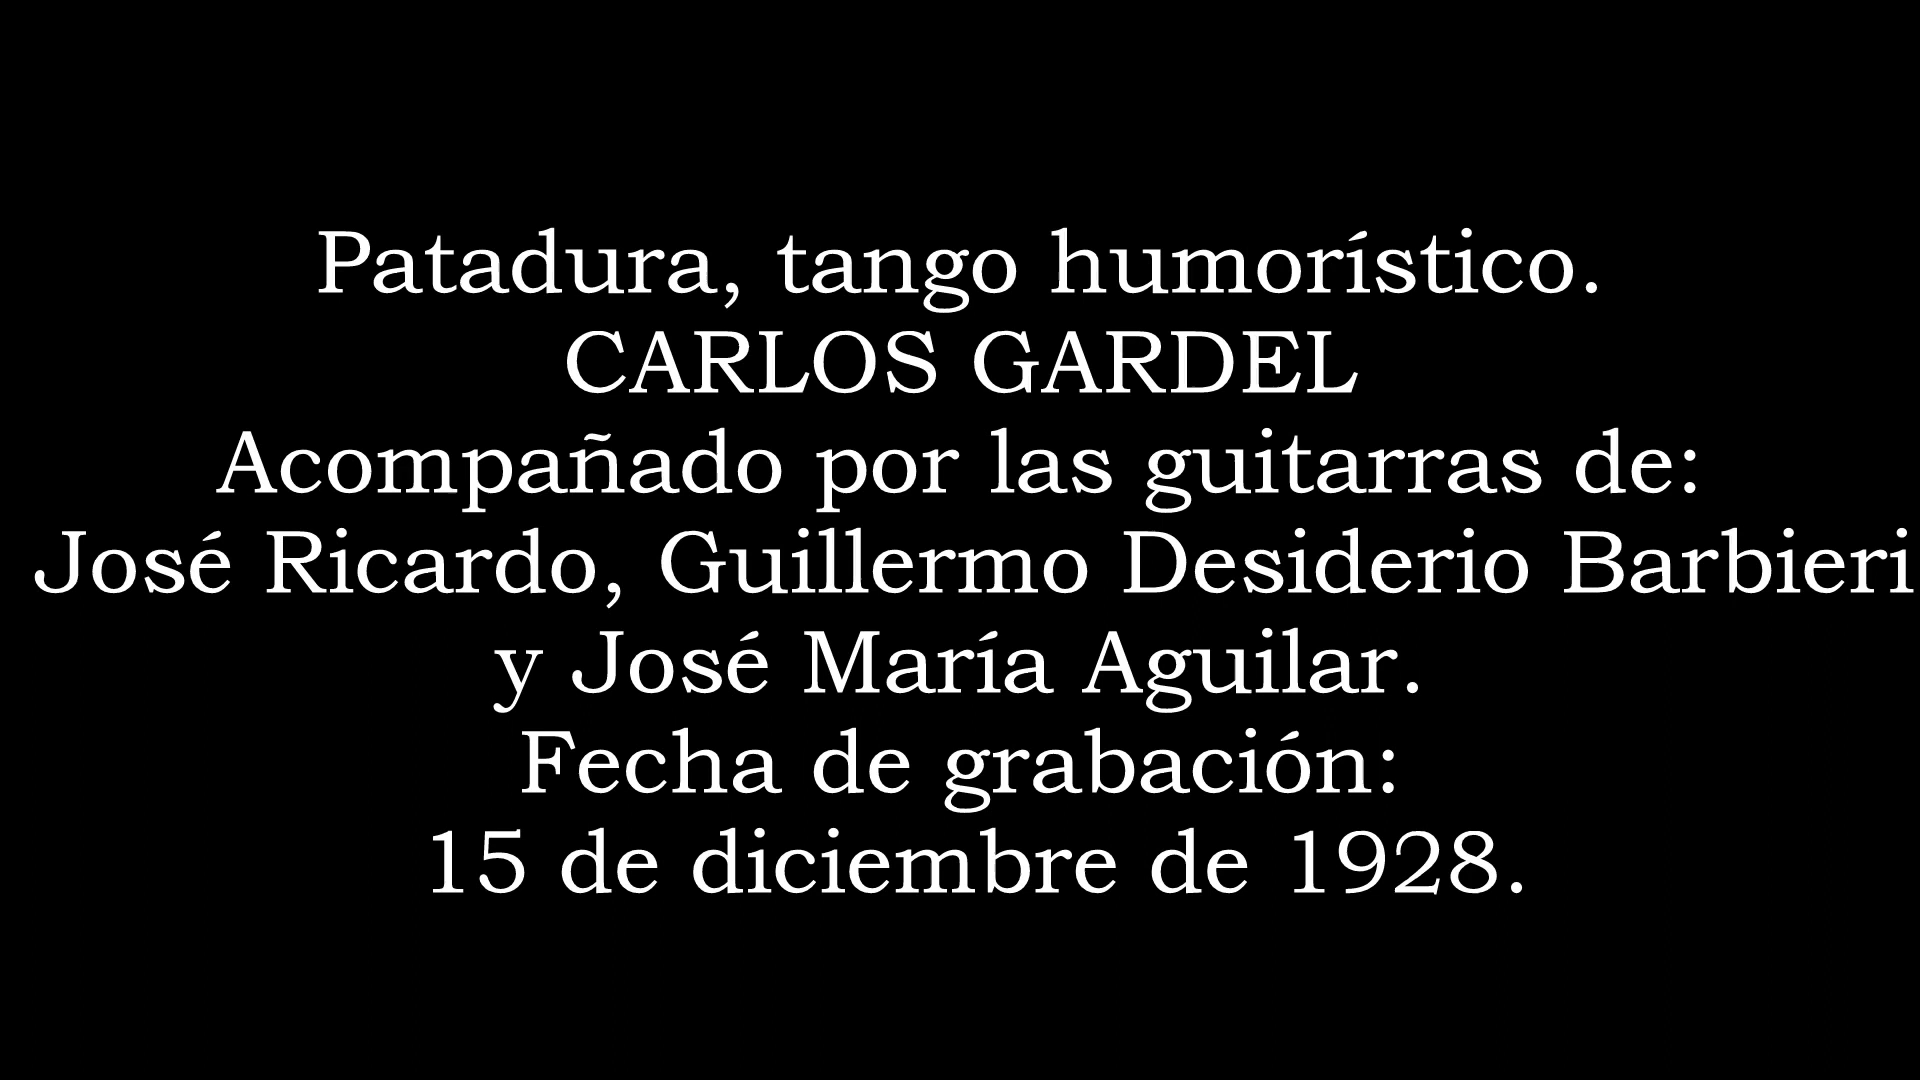 Patadura, tango humorístico.
CARLOS GARDEL
Acompañado por las guitarras de:
José Ricardo, Guillermo Desiderio Barbieri
y José María Aguilar.
Fecha de grabación:
15 de diciembre de 1928.